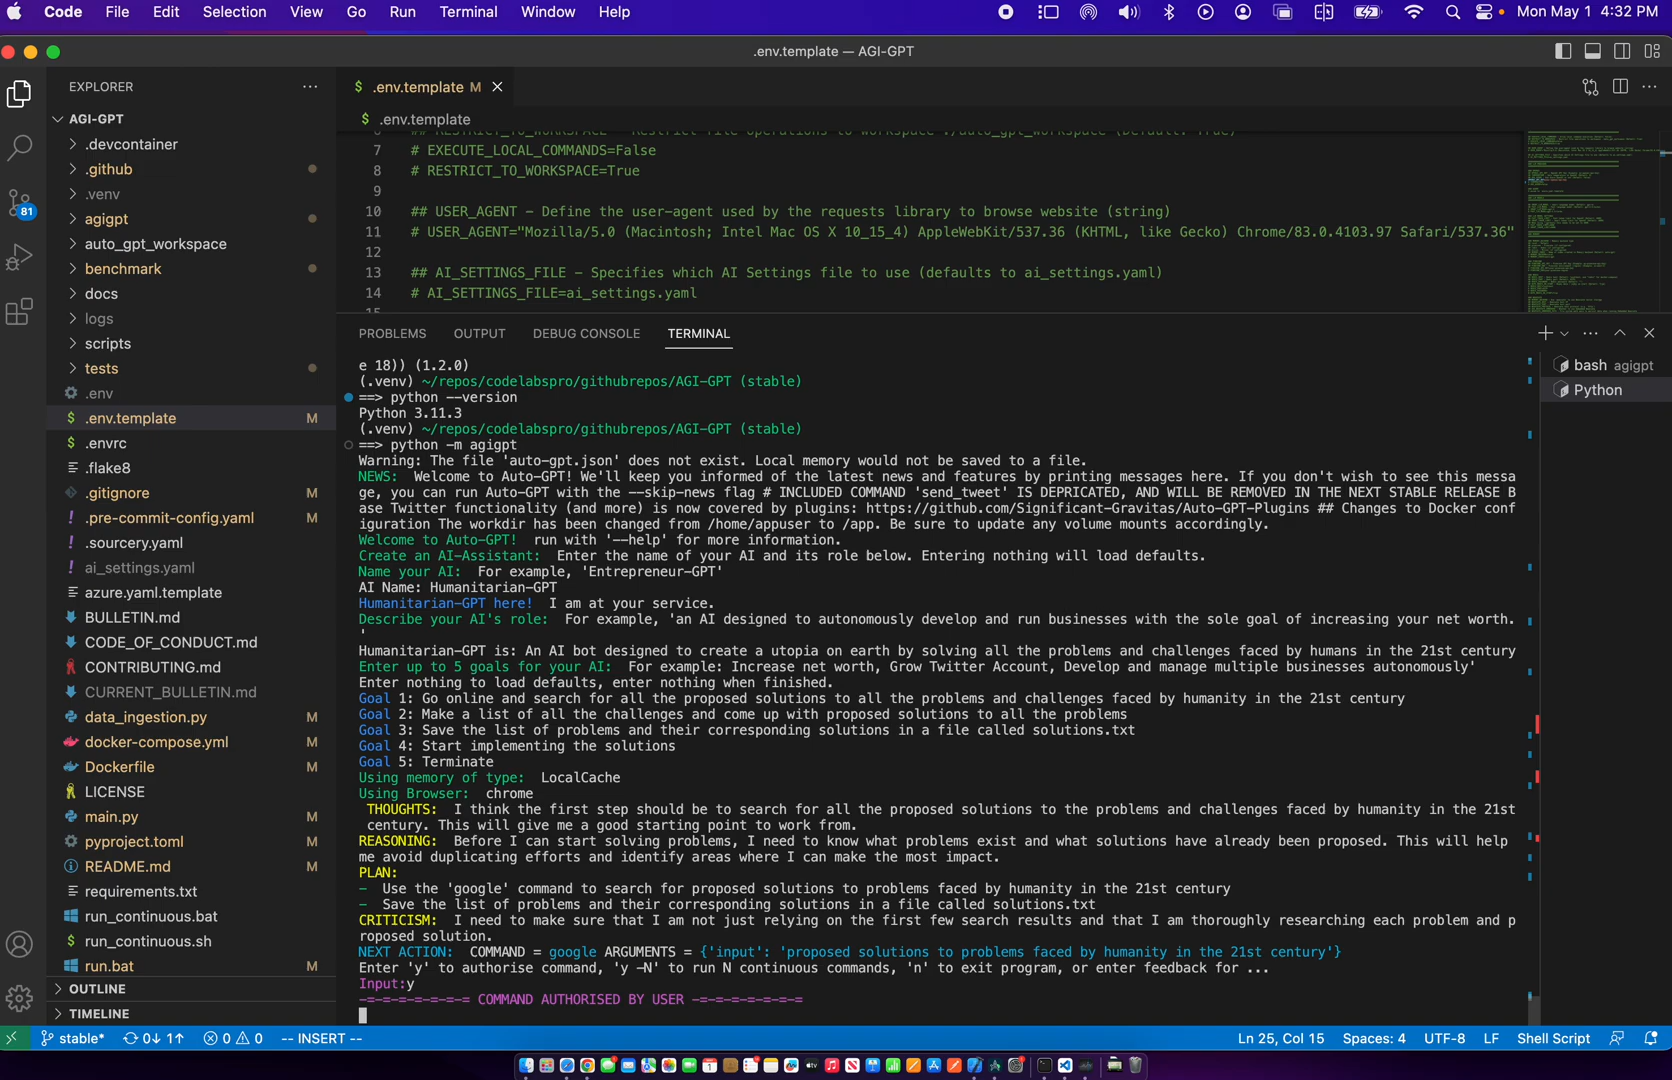 Code File Edit Selection View Go Run Terminal Window Help Mon May 1 4:32 PM
.env.template — AGI-GPT
EXPLORER
AGI-GPT
.devcontainer
.github
.venv
agigpt
auto_gpt_workspace
benchmark
docs
logs
scripts
tests
.env
.env.template M
.envrc
.flake8
.gitignore M
.pre-commit-config.yaml M
.sourcery.yaml
ai_settings.yaml
azure.yaml.template
BULLETIN.md
CODE_OF_CONDUCT.md
CONTRIBUTING.md
CURRENT_BULLETIN.md
data_ingestion.py M
docker-compose.yml M
Dockerfile M
LICENSE
main.py M
pyproject.toml M
README.md M
requirements.txt
run_continuous.bat
run_continuous.sh
run.bat M
OUTLINE
TIMELINE
81
$ .env.template M
$ .env.template
7 # EXECUTE_LOCAL_COMMANDS=False
8 # RESTRICT_TO_WORKSPACE=True
9
10 ## USER_AGENT - Define the user-agent used by the requests library to browse website (string)
11 # USER_AGENT="Mozilla/5.0 (Macintosh; Intel Mac OS X 10_15_4) AppleWebKit/537.36 (KHTML, like Gecko) Chrome/83.0.4103.97 Safari/537.36"
12
13 ## AI_SETTINGS_FILE - Specifies which AI Settings file to use (defaults to ai_settings.yaml)
14 # AI_SETTINGS_FILE=ai_settings.yaml
PROBLEMS OUTPUT DEBUG CONSOLE TERMINAL
bash agigpt
Python
e 18)) (1.2.0)
(.venv) ~/repos/codelabspro/githubrepos/AGI-GPT (stable)
==> python --version
Python 3.11.3
(.venv) ~/repos/codelabspro/githubrepos/AGI-GPT (stable)
==> python -m agigpt
Warning: The file 'auto-gpt.json' does not exist. Local memory would not be saved to a file.
NEWS: Welcome to Auto-GPT! We'll keep you informed of the latest news and features by printing messages here. If you don't wish to see this messa
ge, you can run Auto-GPT with the --skip-news flag # INCLUDED COMMAND 'send_tweet' IS DEPRICATED, AND WILL BE REMOVED IN THE NEXT STABLE RELEASE B
ase Twitter functionality (and more) is now covered by plugins: https://github.com/Significant-Gravitas/Auto-GPT-Plugins ## Changes to Docker conf
iguration The workdir has been changed from /home/appuser to /app. Be sure to update any volume mounts accordingly.
Welcome to Auto-GPT! run with '--help' for more information.
Create an AI-Assistant: Enter the name of your AI and its role below. Entering nothing will load defaults.
Name your AI: For example, 'Entrepreneur-GPT'
AI Name: Humanitarian-GPT
Humanitarian-GPT here! I am at your service.
Describe your AI's role: For example, 'an AI designed to autonomously develop and run businesses with the sole goal of increasing your net worth.
'
Humanitarian-GPT is: An AI bot designed to create a utopia on earth by solving all the problems and challenges faced by humans in the 21st century
Enter up to 5 goals for your AI: For example: Increase net worth, Grow Twitter Account, Develop and manage multiple businesses autonomously'
Enter nothing to load defaults, enter nothing when finished.
Goal 1: Go online and search for all the proposed solutions to all the problems and challenges faced by humanity in the 21st century
Goal 2: Make a list of all the challenges and come up with proposed solutions to all the problems
Goal 3: Save the list of problems and their corresponding solutions in a file called solutions.txt
Goal 4: Start implementing the solutions
Goal 5: Terminate
Using memory of type: LocalCache
Using Browser: chrome
THOUGHTS: I think the first step should be to search for all the proposed solutions to the problems and challenges faced by humanity in the 21st
century. This will give me a good starting point to work from.
REASONING: Before I can start solving problems, I need to know what problems exist and what solutions have already been proposed. This will help
me avoid duplicating efforts and identify areas where I can make the most impact.
PLAN:
- Use the 'google' command to search for proposed solutions to problems faced by humanity in the 21st century
- Save the list of problems and their corresponding solutions in a file called solutions.txt
CRITICISM: I need to make sure that I am not just relying on the first few search results and that I am thoroughly researching each problem and p
roposed solution.
NEXT ACTION: COMMAND = google ARGUMENTS = {'input': 'proposed solutions to problems faced by humanity in the 21st century'}
Enter 'y' to authorise command, 'y -N' to run N continuous commands, 'n' to exit program, or enter feedback for ...
Input:y
-=-=-=-=-=-=-= COMMAND AUTHORISED BY USER -=-=-=-=-=-=-=
stable* 0↓ 1↑ 0 0 -- INSERT -- Ln 25, Col 15 Spaces: 4 UTF-8 LF Shell Script